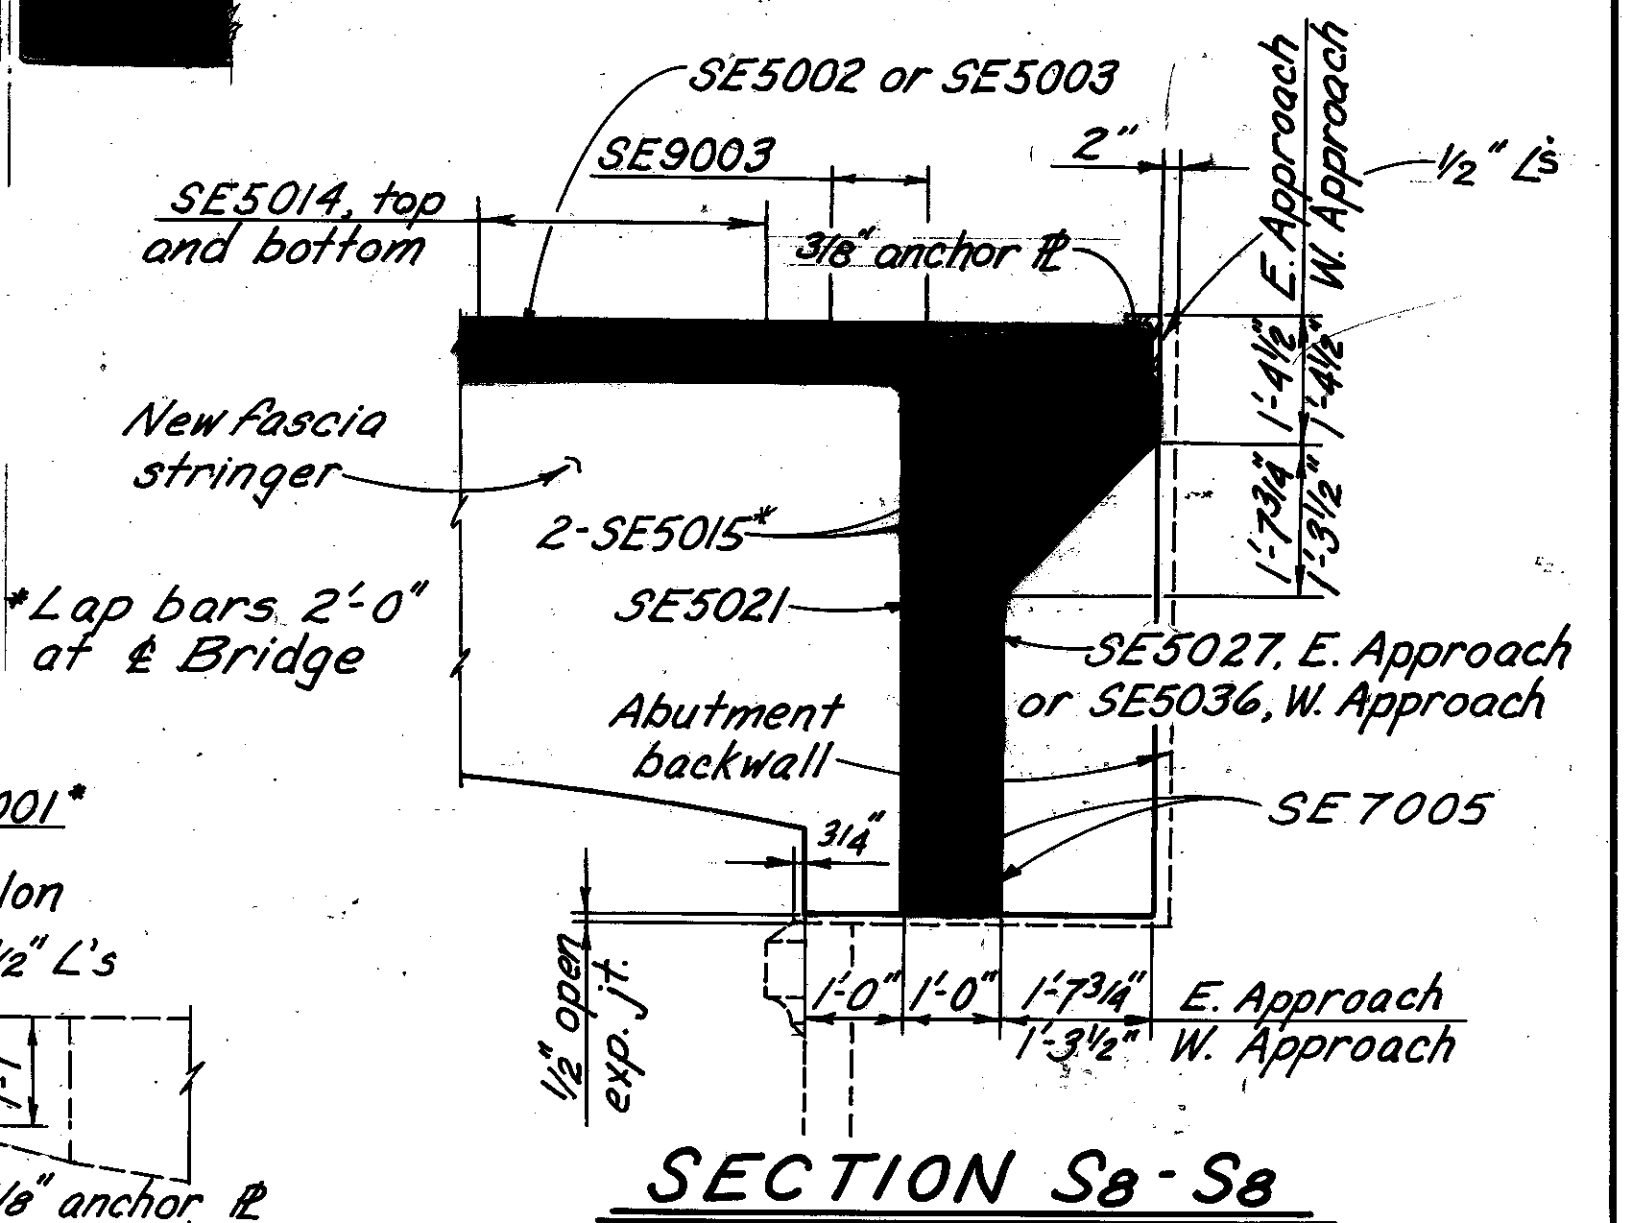 SE5002 or SE5003
SE9003
2"
1/2" L's
SE5014, top
and bottom
3/8" anchor ℄
E. Approach
W. Approach
1'-4 1/2"
1'-4 1/2"
New fascia
stringer
2-SE5015*
1'-7 3/4"
1'-3 1/2"
*Lap bars 2'-0"
at ℄ Bridge
SE5021
SE5027, E. Approach
or SE5036, W. Approach
Abutment
backwall
001*
3/4"
SE7005
lon
1/2" L's
1/2" open
exp. jt.
1'-0"
1'-0"
1'-7 3/4"
E. Approach
1'-3 1/2"
W. Approach
/8" anchor PL
SECTION S8-S8